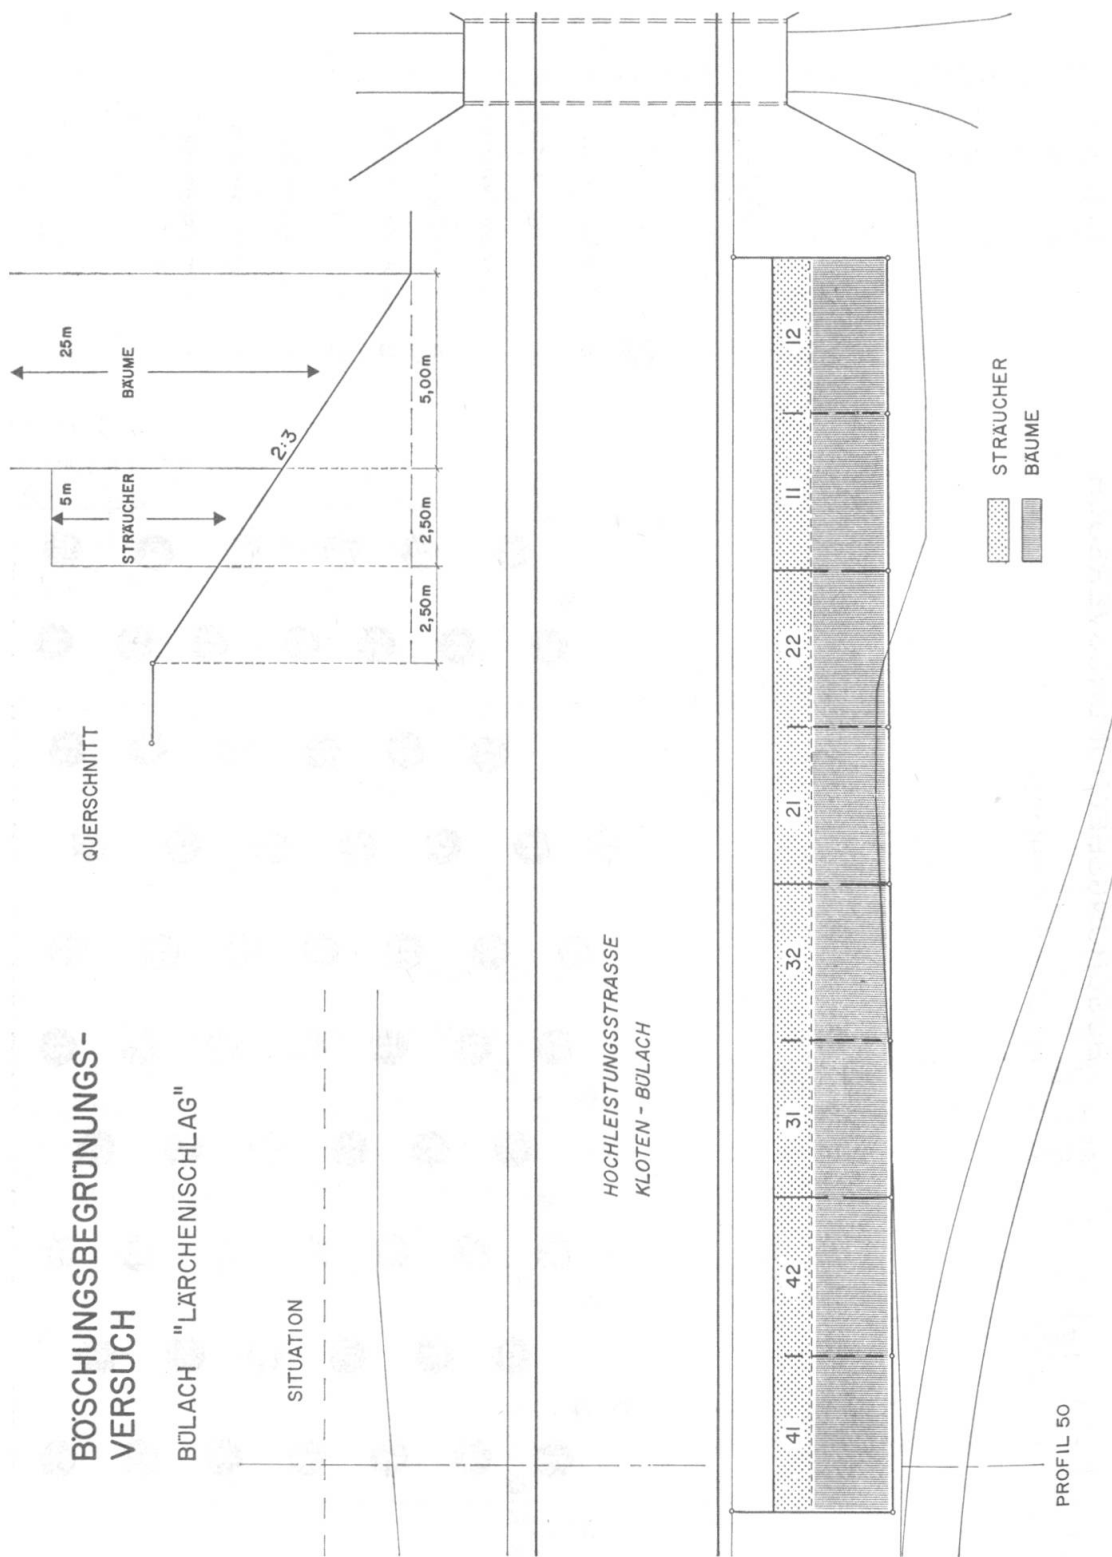 BÖSCHUNGSBEGRÜNUNGS-
VERSUCH
BÜLACH "LÄRCHENISCHLAG"
SITUATION
QUERSCHNITT
5m
STRÄUCHER
25m
BÄUME
2:3
2,50m
2,50m
5,00m
HOCHLEISTUNGSSTRASSE
KLOTEN - BÜLACH
41
42
31
32
21
22
11
12
STRÄUCHER
BÄUME
PROFIL 50